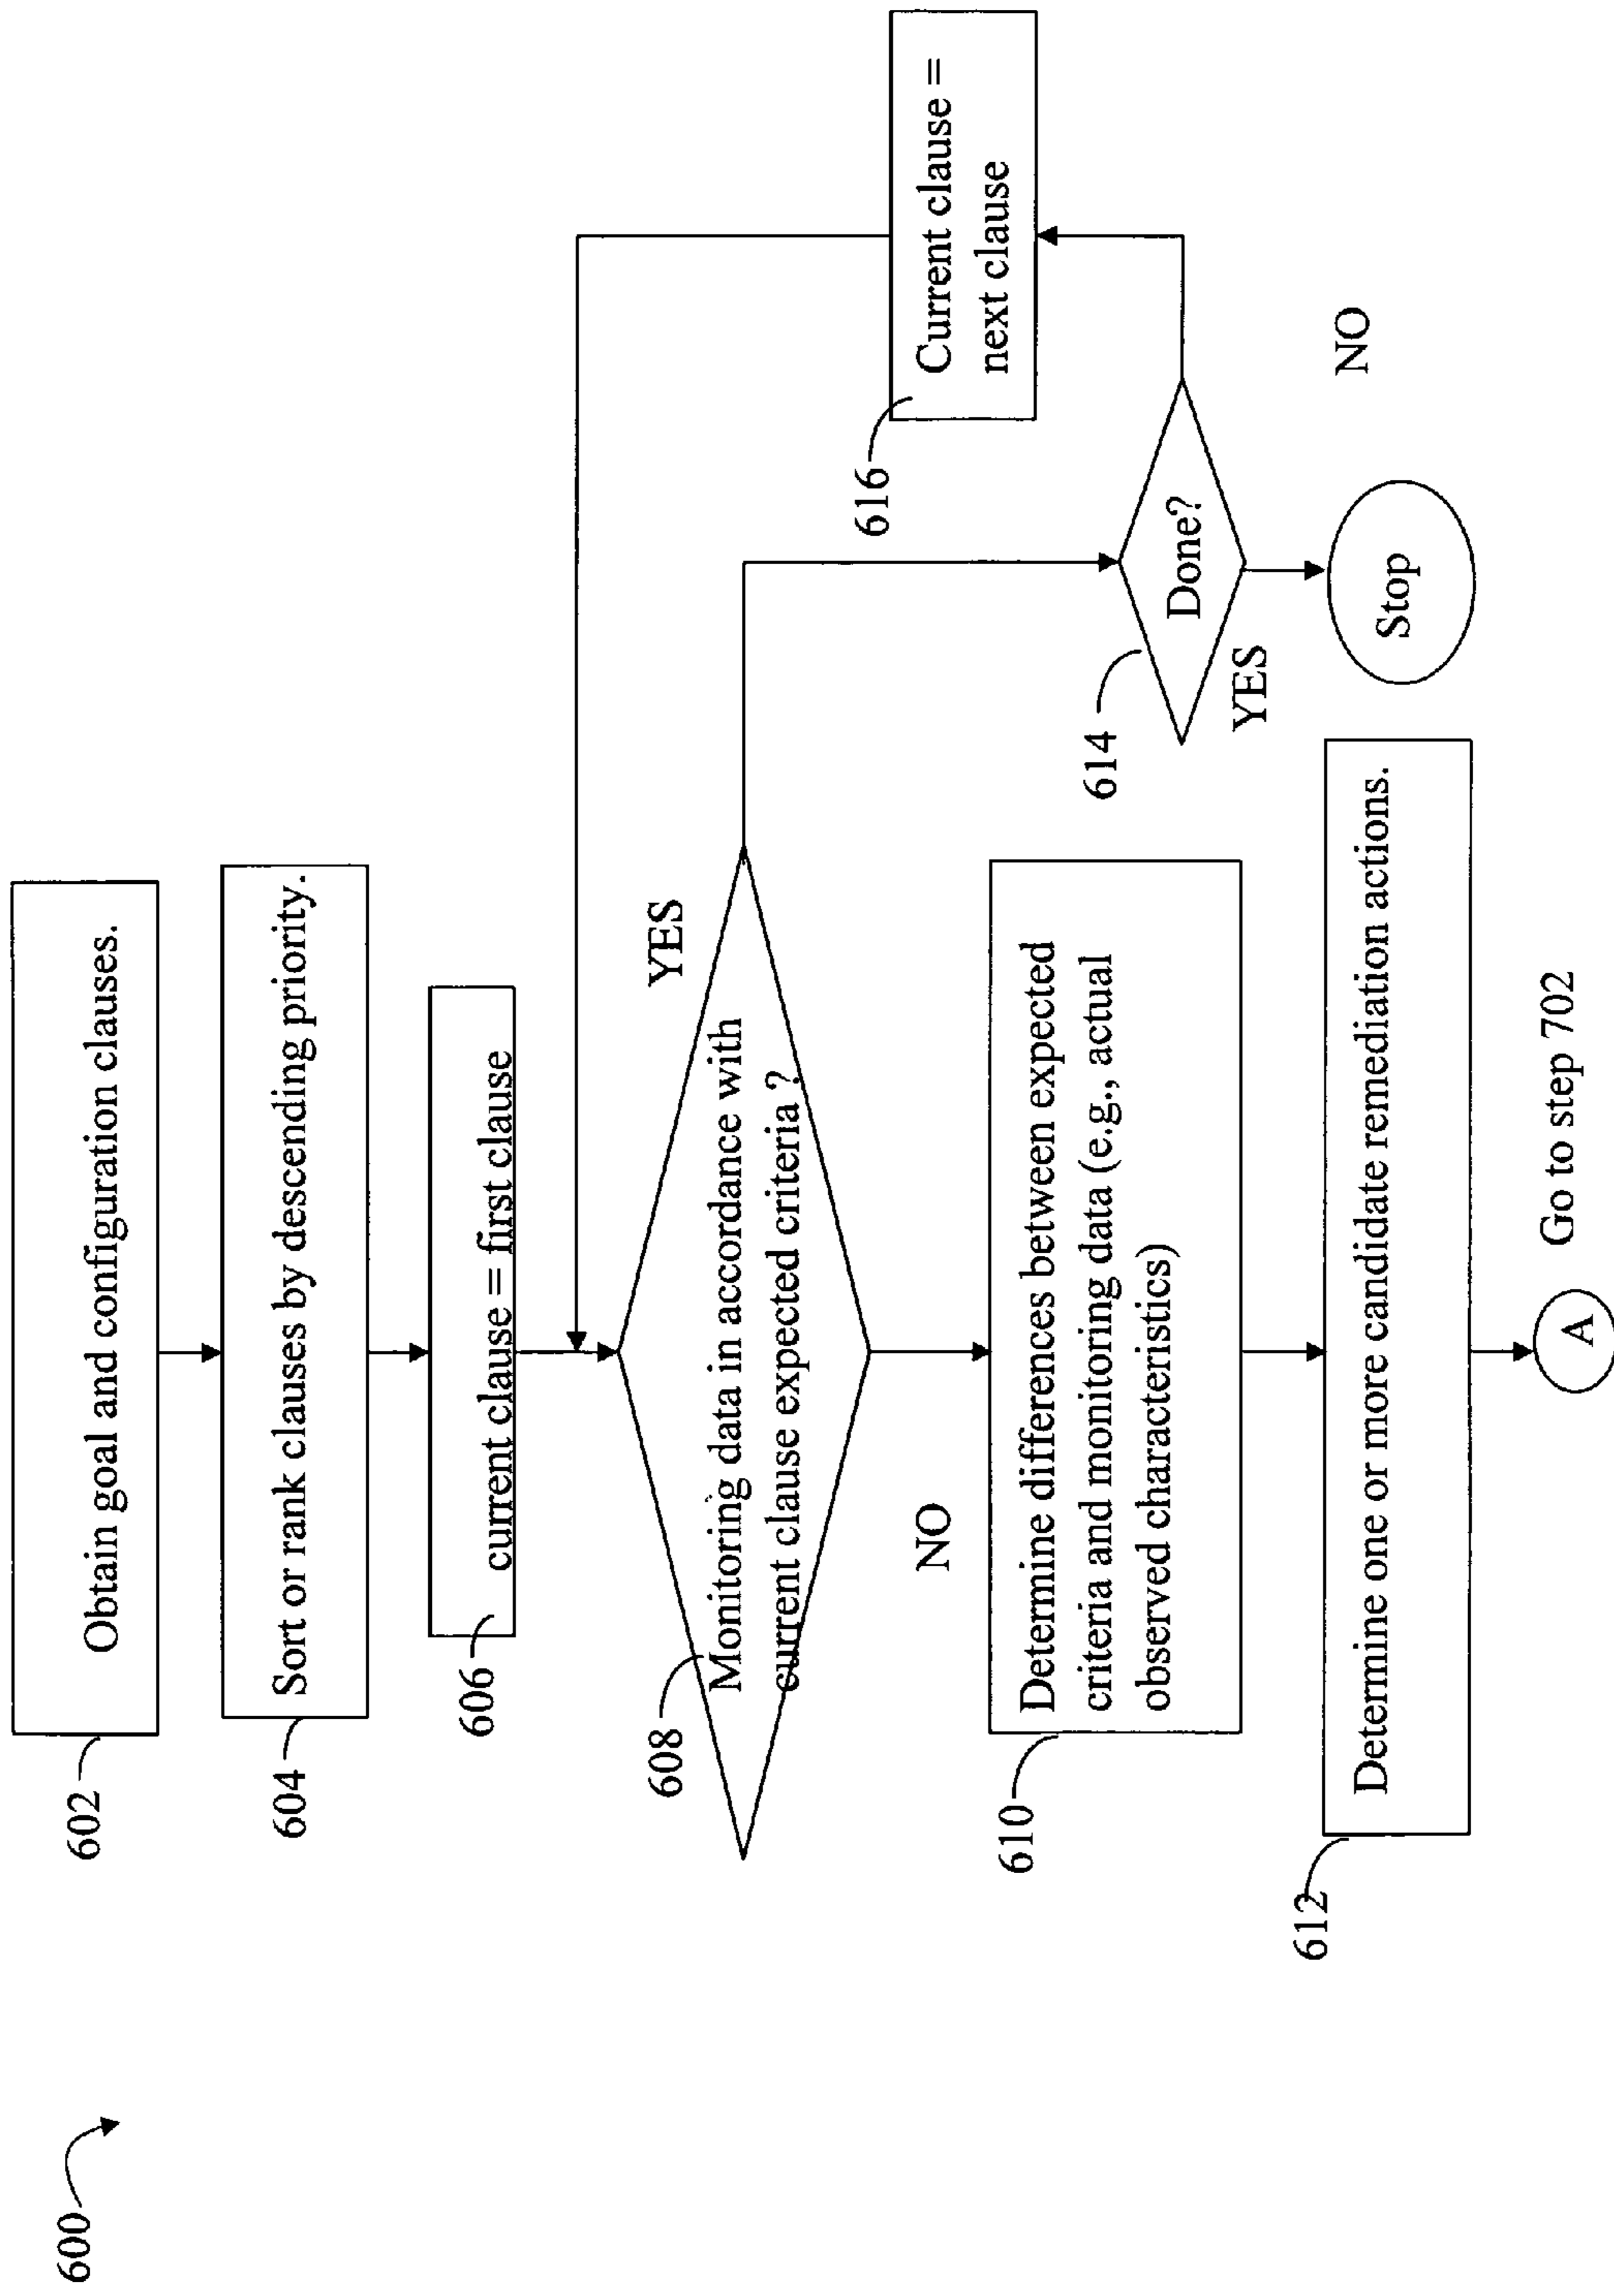 600
602
Obtain goal and configuration clauses.
604
Sort or rank clauses by descending priority.
606
current clause = first clause
608
Monitoring data in accordance with
current clause expected criteria ?
YES
NO
610
Determine differences between expected
criteria and monitoring data (e.g., actual
observed characteristics)
612
Determine one or more candidate remediation actions.
A
Go to step 702
614
Done?
YES
NO
Stop
616
Current clause =
next clause